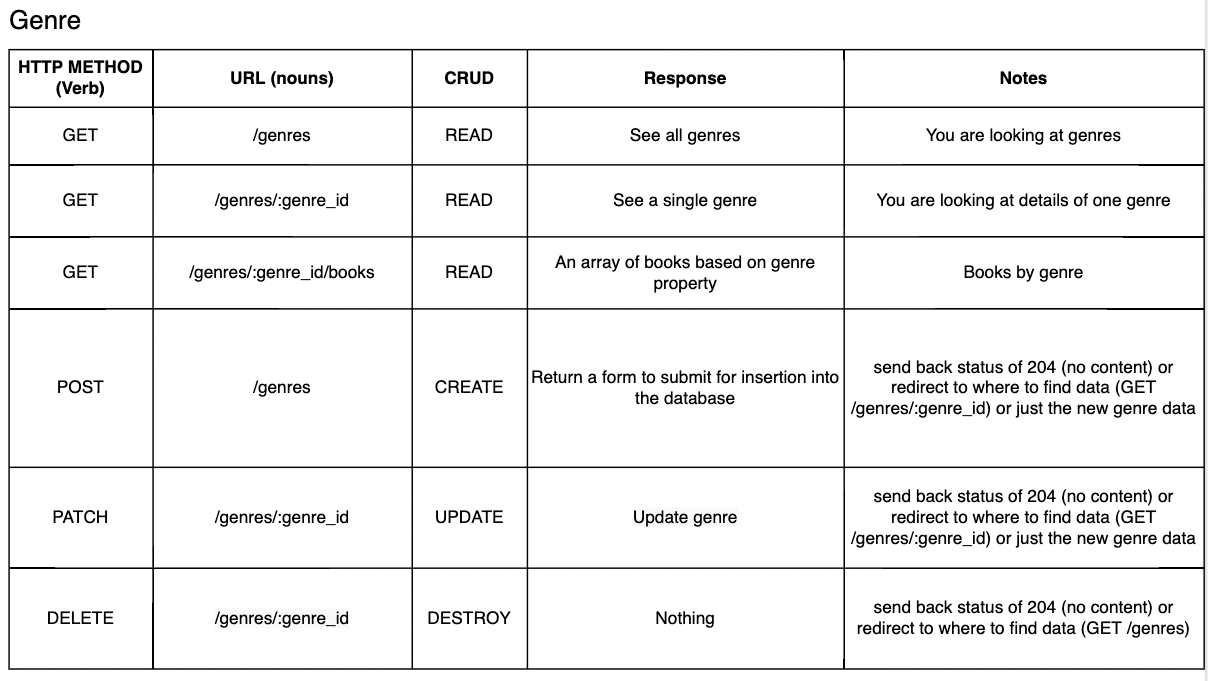 Genre
HTTP METHOD
(Verb)
URL (nouns)
CRUD
Response
Notes
GET
/genres
READ
See all genres
You are looking at genres
GET
/genres/:genre_id
READ
See a single genre
You are looking at details of one genre
GET
/genres/:genre_id/books
READ
An array of books based on genre
property
Books by genre
POST
/genres
CREATE
Return a form to submit for insertion into
the database
send back status of 204 (no content) or
redirect to where to find data (GET
/genres/:genre_id) or just the new genre data
PATCH
/genres/:genre_id
UPDATE
Update genre
send back status of 204 (no content) or
redirect to where to find data (GET
/genres/:genre_id) or just the new genre data
DELETE
/genres/:genre_id
DESTROY
Nothing
send back status of 204 (no content) or
redirect to where to find data (GET /genres)